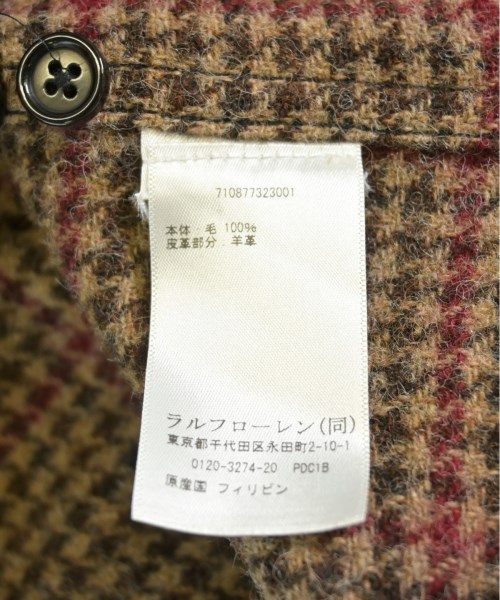 710877323001
本体：毛 100%
皮革部分：羊革
ラルフローレン(同)
東京都千代田区永田町2-10-1
0120-3274-20 PDC1B
原産国 フィリピン